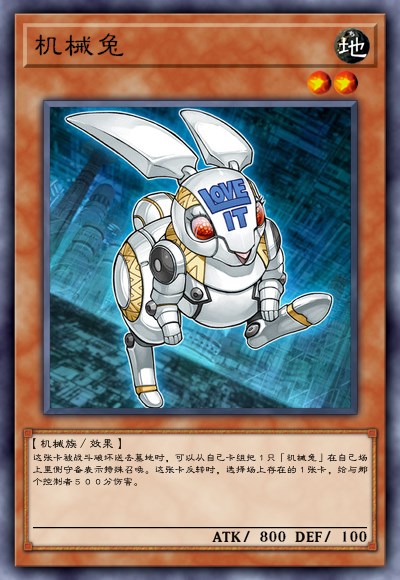 机械兔
地
LOVE
IT
【机械族／效果】
这张卡被战斗破坏送去墓地时，可以从自己卡组把1只「机械兔」在自己场
上里侧守备表示特殊召唤。这张卡反转时，选择场上存在的1张卡，给与那
个控制者500分伤害。
ATK/ 800 DEF/ 100